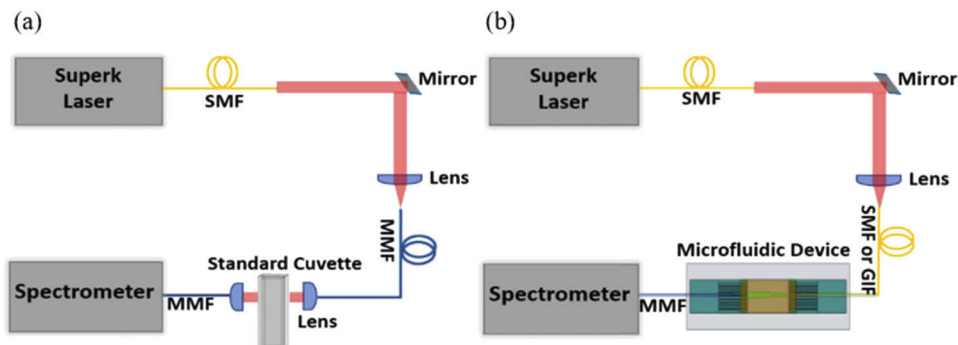 (a)
Superk
Laser
SMF
Mirror
Lens
MMF
Standard Cuvette
Spectrometer
MMF
Lens
(b)
Superk
Laser
SMF
Mirror
Lens
SMF or GIF
Microfluidic Device
Spectrometer
MMF